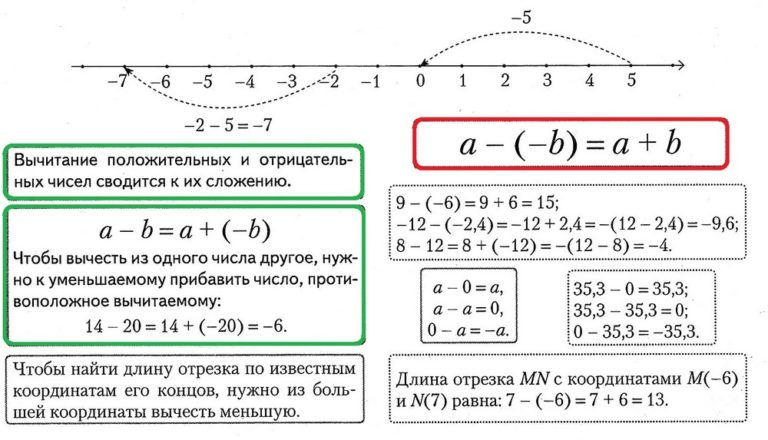 −5
−7 −6 −5 −4 −3 −2 −1 0 1 2 3 4 5
−2 − 5 = −7
Вычитание положительных и отрицатель-
ных чисел сводится к их сложению.
a − b = a + (−b)
Чтобы вычесть из одного числа другое, нуж-
но к уменьшаемому прибавить число, проти-
воположное вычитаемому:
14 − 20 = 14 + (−20) = −6.
Чтобы найти длину отрезка по известным
координатам его концов, нужно из боль-
шей координаты вычесть меньшую.
a − (−b) = a + b
9 − (−6) = 9 + 6 = 15;
−12 − (−2,4) = −12 + 2,4 = −(12 − 2,4) = −9,6;
8 − 12 = 8 + (−12) = −(12 − 8) = −4.
a − 0 = a,
a − a = 0,
0 − a = −a.
35,3 − 0 = 35,3;
35,3 − 35,3 = 0;
0 − 35,3 = −35,3.
Длина отрезка MN с координатами M(−6)
и N(7) равна: 7 − (−6) = 7 + 6 = 13.